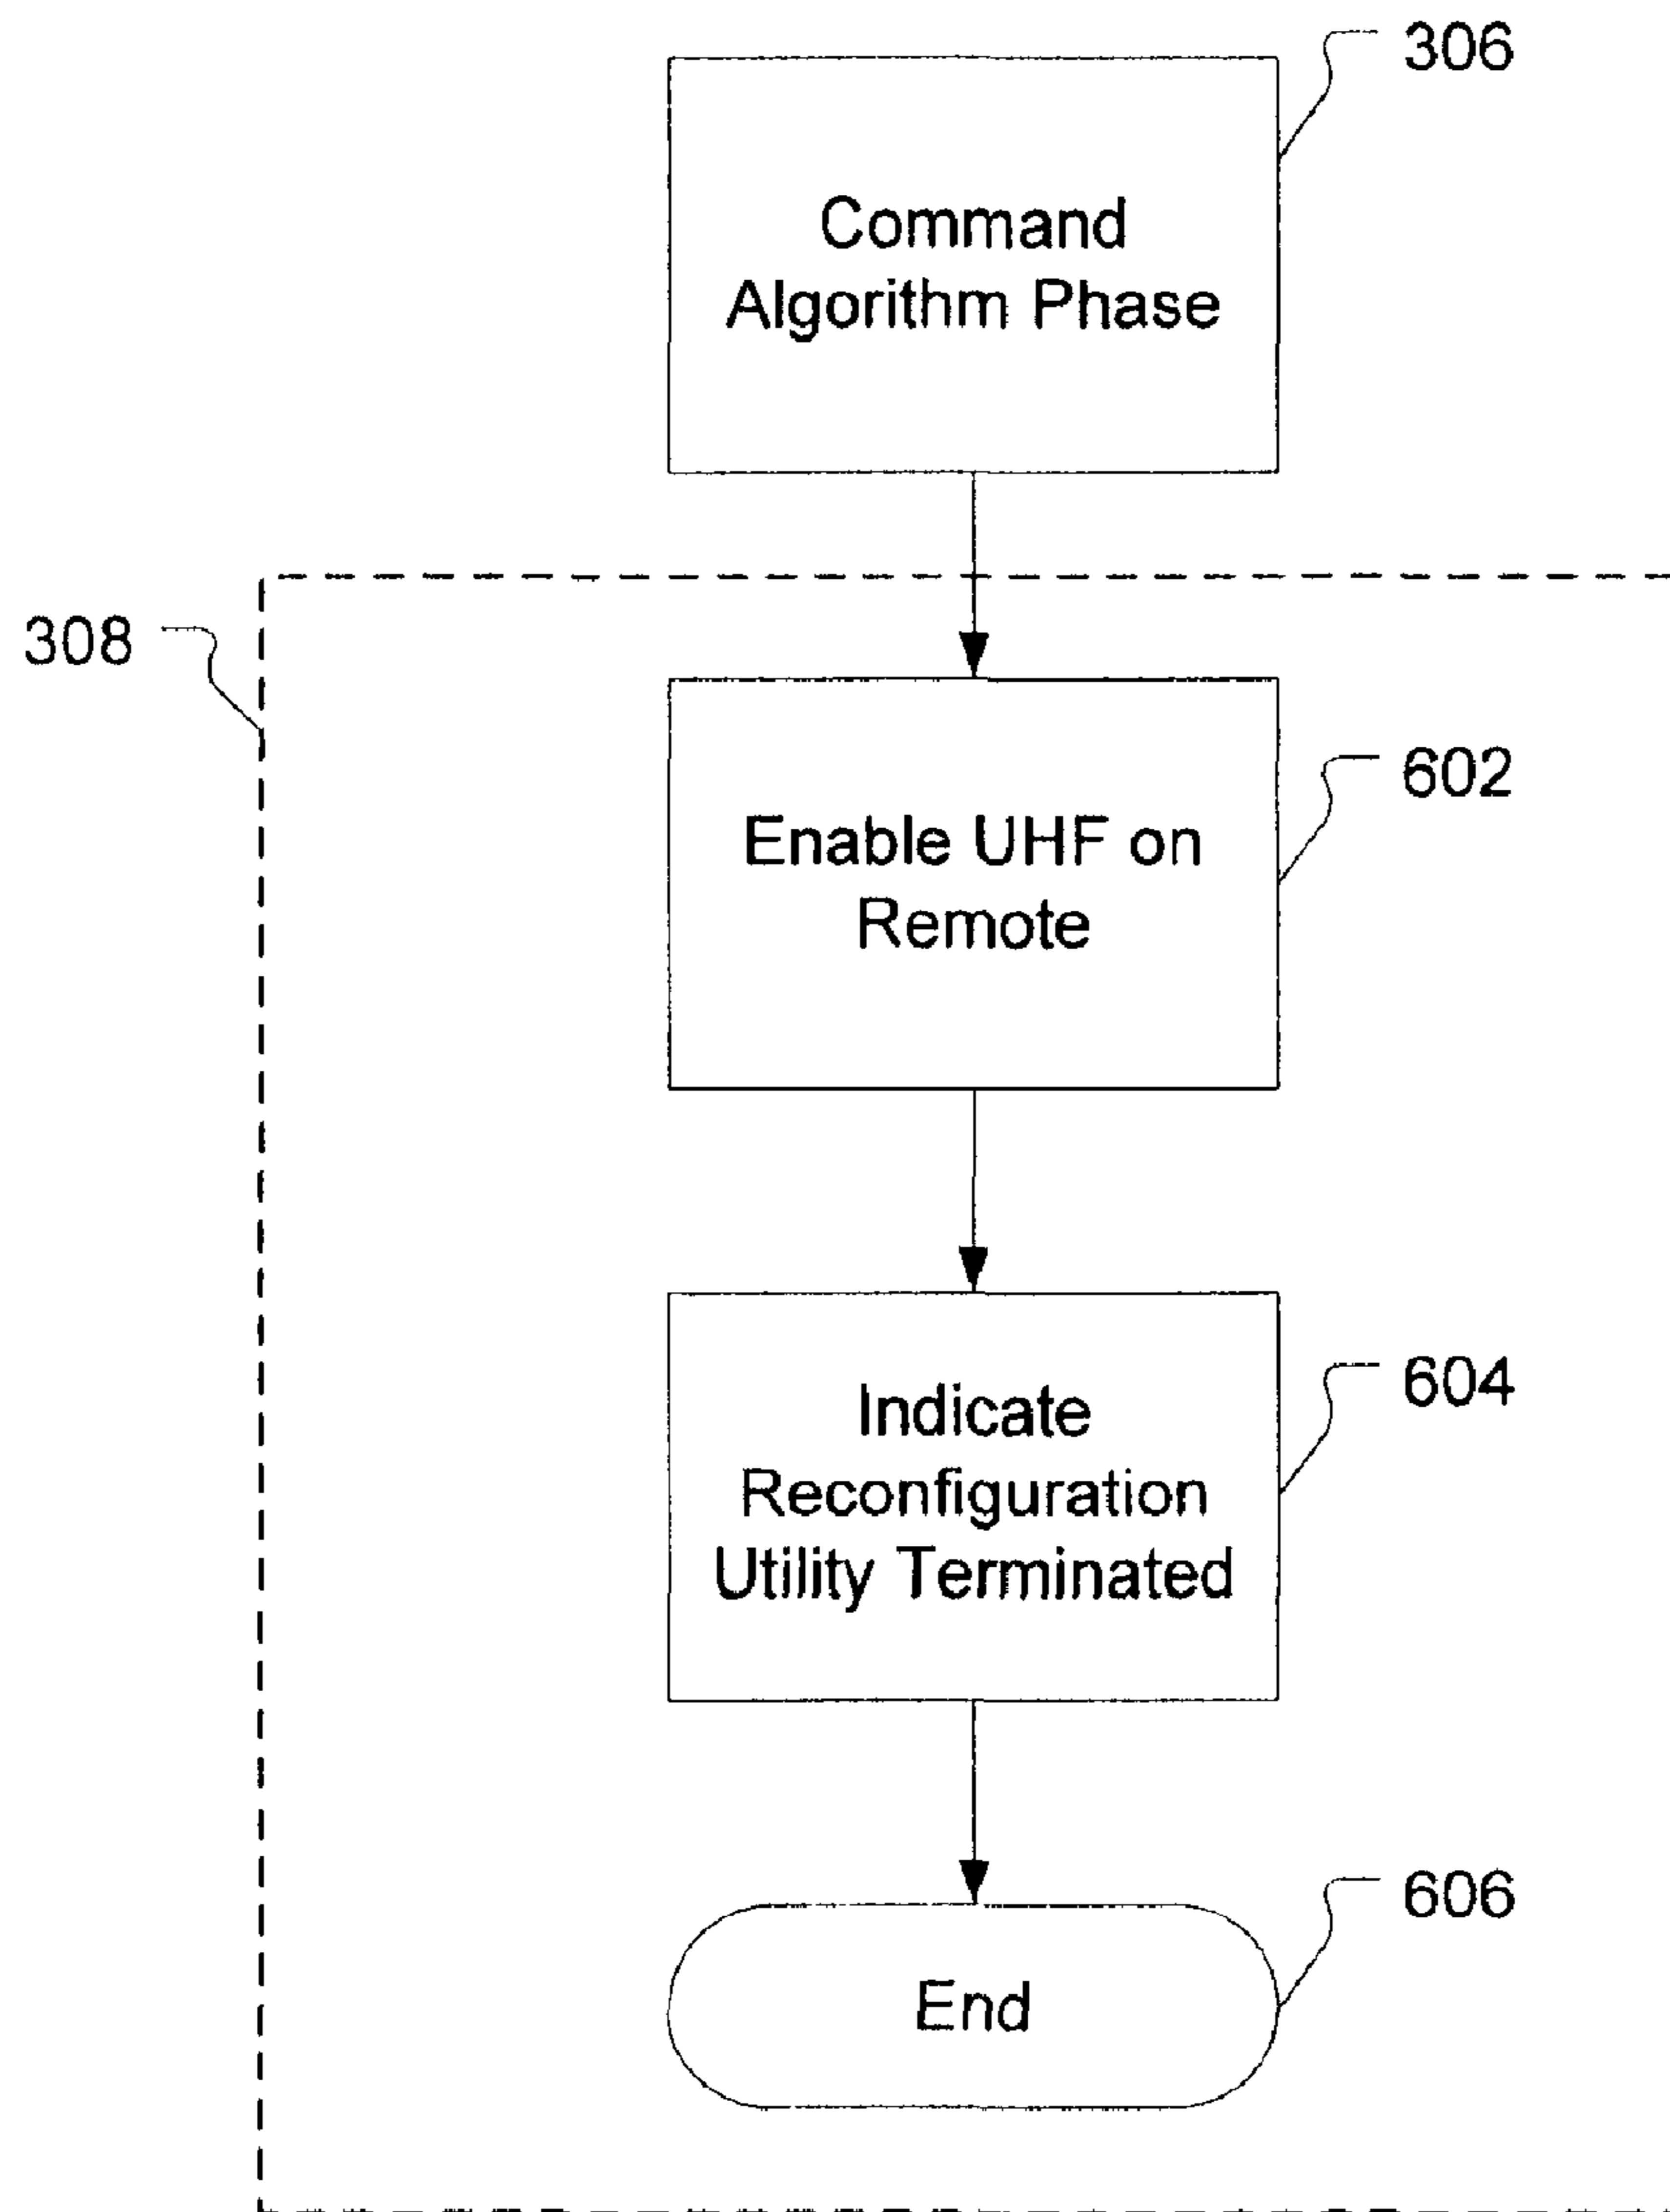 306
Command
Algorithm Phase
308
602
Enable UHF on
Remote
604
Indicate
Reconfiguration
Utility Terminated
606
End